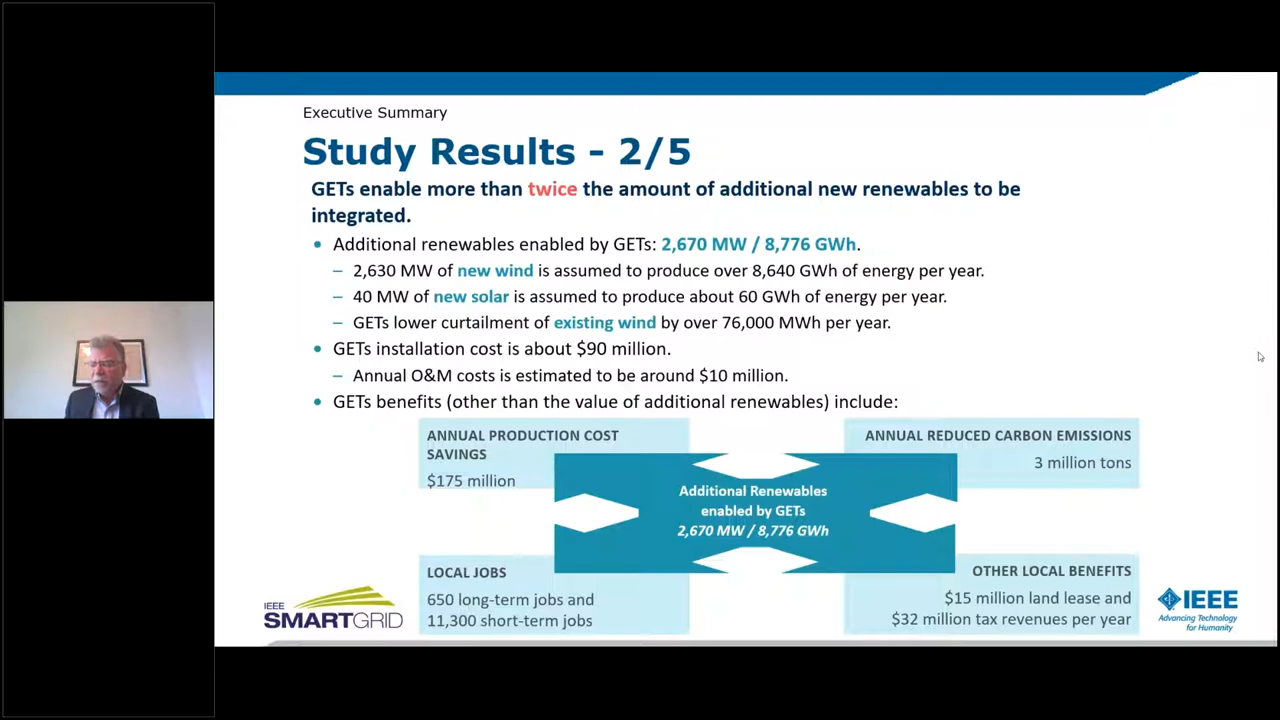 Executive Summary
Study Results - 2/5
GETs enable more than twice the amount of additional new renewables to be
integrated.
• Additional renewables enabled by GETs: 2,670 MW / 8,776 GWh.
– 2,630 MW of new wind is assumed to produce over 8,640 GWh of energy per year.
– 40 MW of new solar is assumed to produce about 60 GWh of energy per year.
– GETs lower curtailment of existing wind by over 76,000 MWh per year.
• GETs installation cost is about $90 million.
– Annual O&M costs is estimated to be around $10 million.
• GETs benefits (other than the value of additional renewables) include:
ANNUAL PRODUCTION COST
SAVINGS
$175 million
ANNUAL REDUCED CARBON EMISSIONS
3 million tons
Additional Renewables
enabled by GETs
2,670 MW / 8,776 GWh
LOCAL JOBS
650 long-term jobs and
11,300 short-term jobs
OTHER LOCAL BENEFITS
$15 million land lease and
$32 million tax revenues per year
IEEE
SMARTGRID
IEEE
Advancing Technology
for Humanity